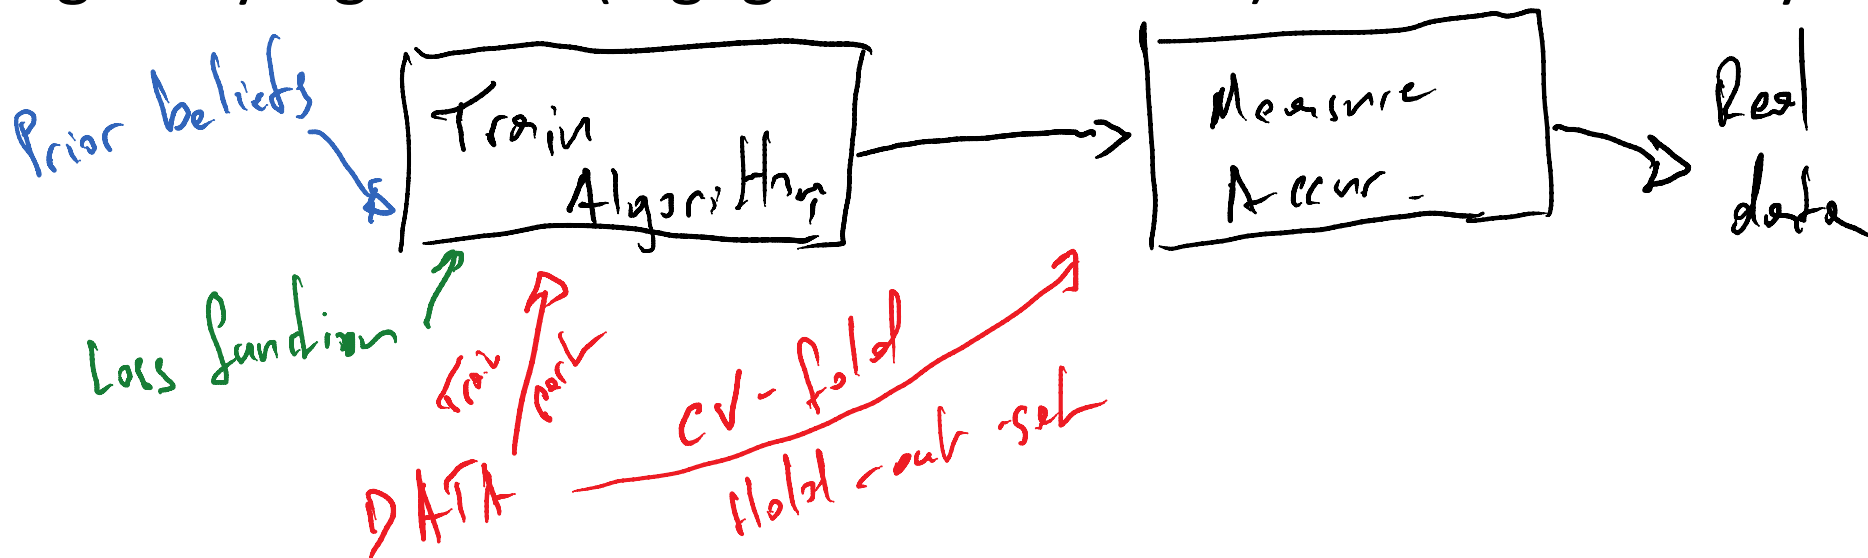 Prior beliefs
Train
Algorithm
Measure
Accur.
Real
data
Loss function
Train
part
CV-fold
Hold-out-set
DATA